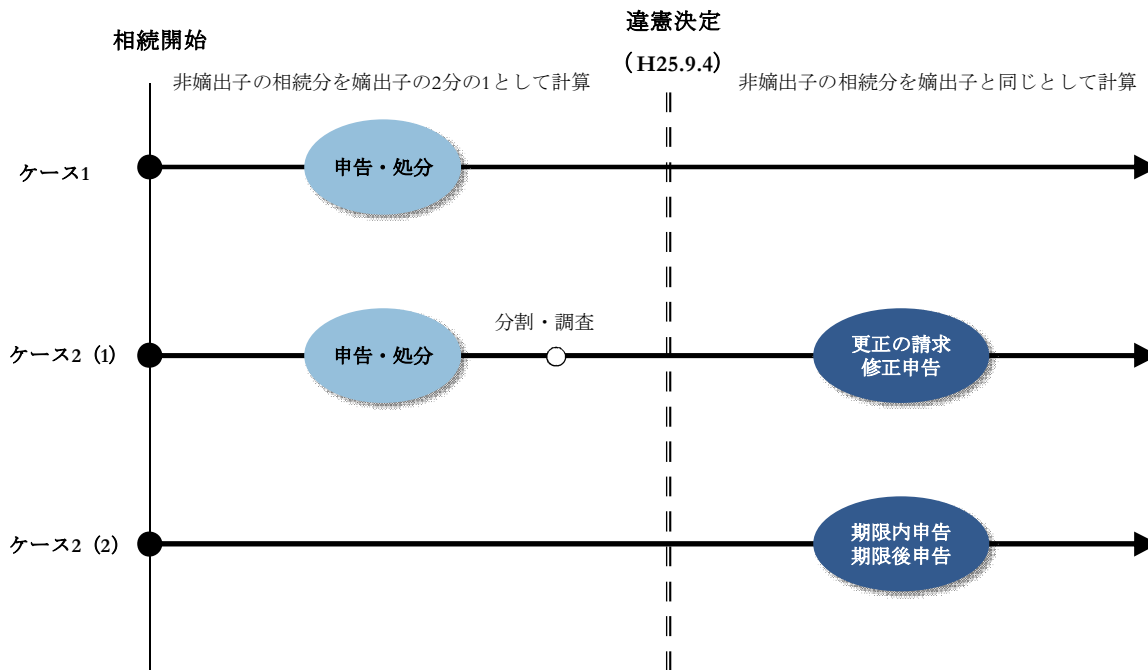 相続開始
違憲決定
（H25.9.4）
非嫡出子の相続分を嫡出子の2分の1として計算
非嫡出子の相続分を嫡出子と同じとして計算
ケース1
申告・処分
ケース2（1）
申告・処分
分割・調査
更正の請求
修正申告
ケース2（2）
期限内申告
期限後申告